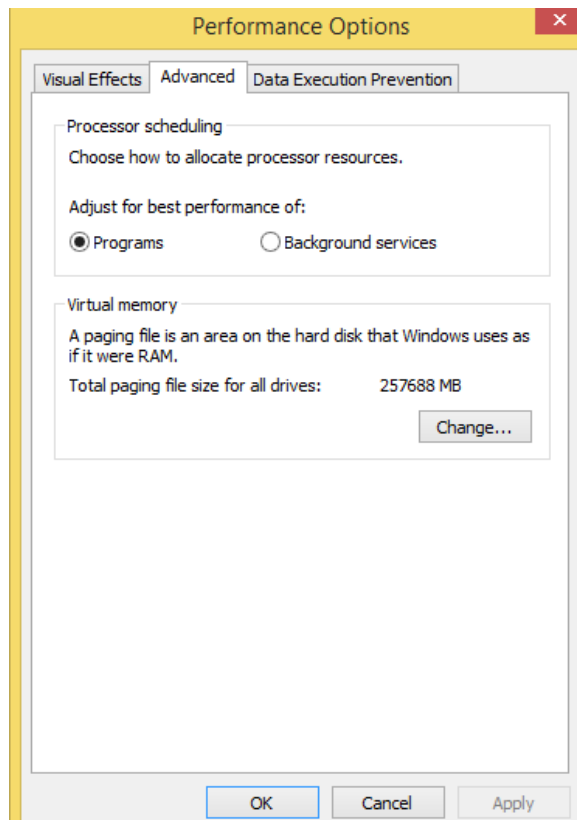 Performance Options
Visual Effects Advanced Data Execution Prevention
Processor scheduling
Choose how to allocate processor resources.
Adjust for best performance of:
Programs Background services
Virtual memory
A paging file is an area on the hard disk that Windows uses as
if it were RAM.
Total paging file size for all drives: 257688 MB
Change...
OK Cancel Apply